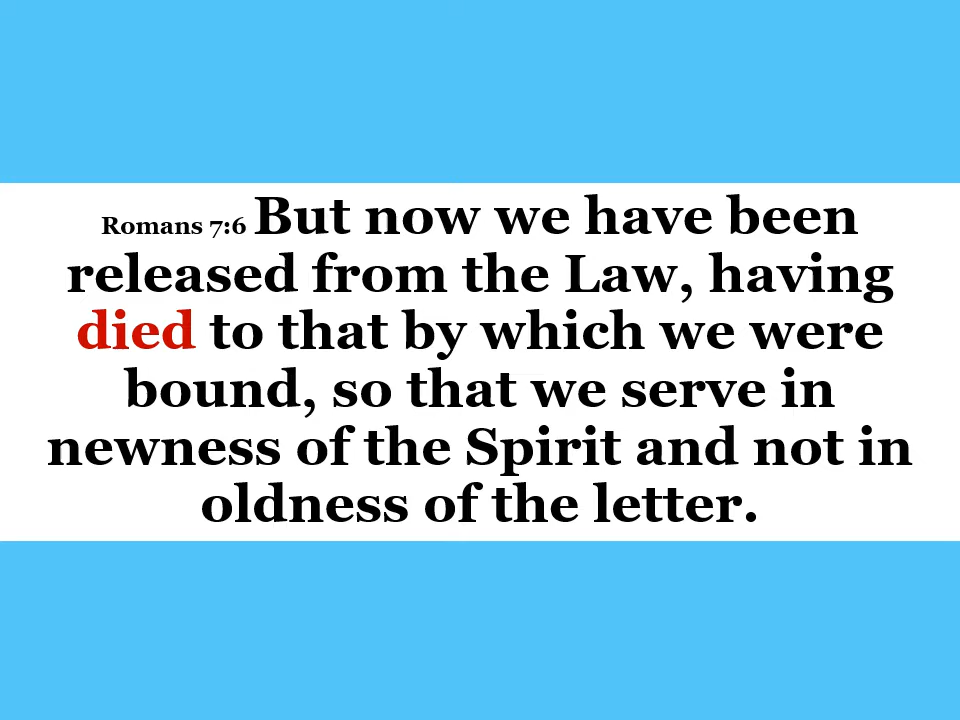 Romans 7:6 But now we have been
released from the Law, having
died to that by which we were
bound, so that we serve in
newness of the Spirit and not in
oldness of the letter.